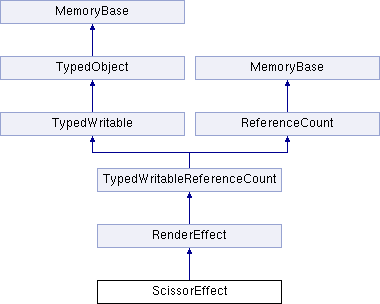 MemoryBase
TypedObject
MemoryBase
TypedWritable
ReferenceCount
TypedWritableReferenceCount
RenderEffect
ScissorEffect